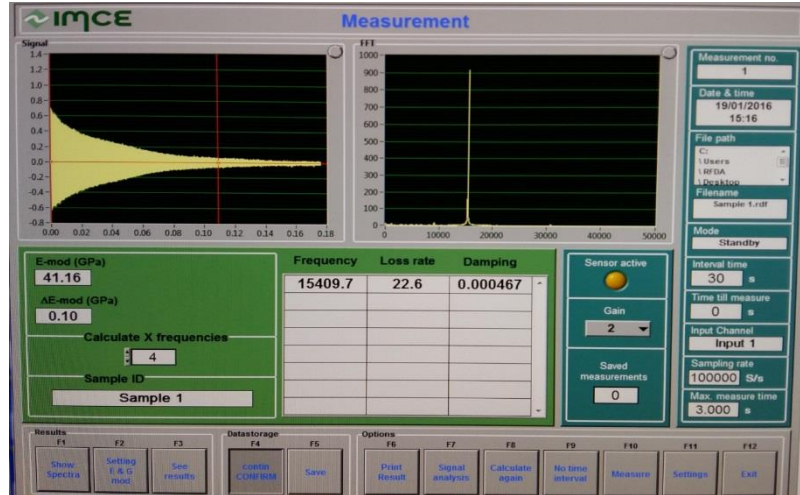 IMCE
Measurement
Signal
1.4
1.2
1.0
0.8
0.6
0.4
0.2
0.0
-0.2
-0.4
-0.6
-0.8
0.00 0.02 0.04 0.06 0.08 0.10 0.12 0.14 0.16 0.18
FFT
1000
900
800
700
600
500
400
300
200
100
0
0 10000 20000 30000 40000 50000
Measurement no.
1
Date & time
19/01/2016
15:16
File path
C:
\ Users
\ RFDA
\ Desktop
Filename
Sample 1.rdf
Mode
Standby
Interval time
30 s
Time till measure
0 s
Input Channel
Input 1
Sampling rate
100000 S/s
Max. measure time
3.000 s
E-mod (GPa)
41.16
ΔE-mod (GPa)
0.10
Calculate X frequencies
4
Sample ID
Sample 1
Frequency Loss rate Damping
15409.7 22.6 0.000467
Sensor active
Gain
2
Saved
measurements
0
Results
F1 F2 F3
Show
Spectra
Setting
E & G
mod
See
results
Datastorage
F4 F5
contin
CONFIRM
Save
Options
F6 F7 F8 F9 F10 F11 F12
Print
Result
Signal
analysis
Calculate
again
No time
interval
Measure
Settings
Exit